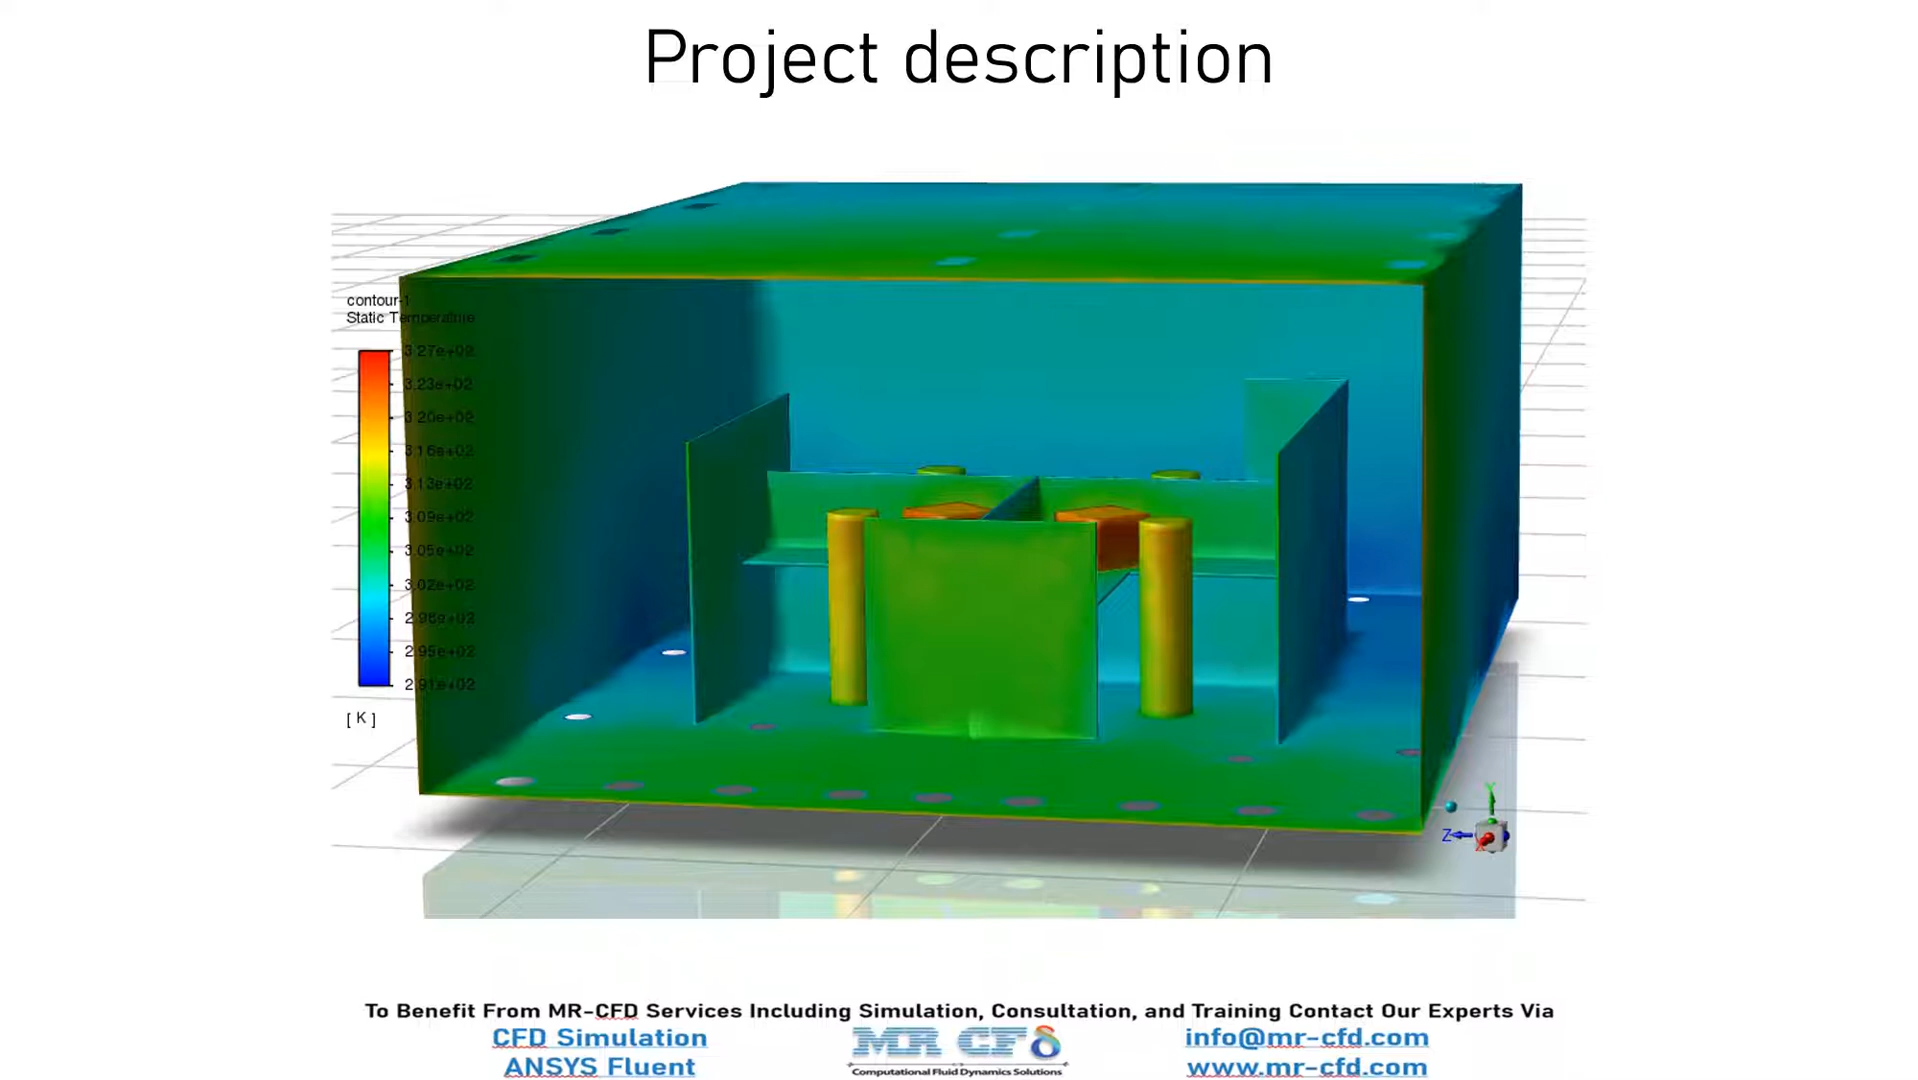 Project description
contour-1
Static Temperature
3.27e+02
3.23e+02
3.20e+02
3.16e+02
3.13e+02
3.09e+02
3.05e+02
3.02e+02
2.98e+02
2.95e+02
2.91e+02
[ K ]
Y
Z
X
To Benefit From MR-CFD Services Including Simulation, Consultation, and Training Contact Our Experts Via
CFD Simulation
ANSYS Fluent
MR CFD
Computational Fluid Dynamics Solutions
info@mr-cfd.com
www.mr-cfd.com